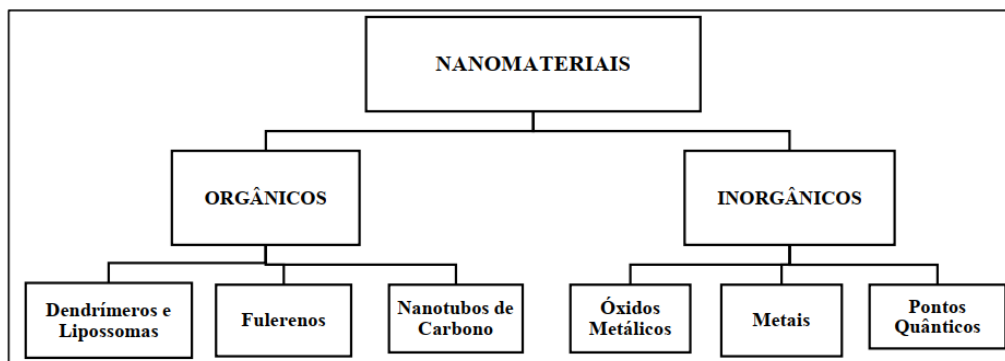 NANOMATERIAIS
ORGÂNICOS
INORGÂNICOS
Dendrímeros e
Lipossomas
Fulerenos
Nanotubos de
Carbono
Óxidos
Metálicos
Metais
Pontos
Quânticos